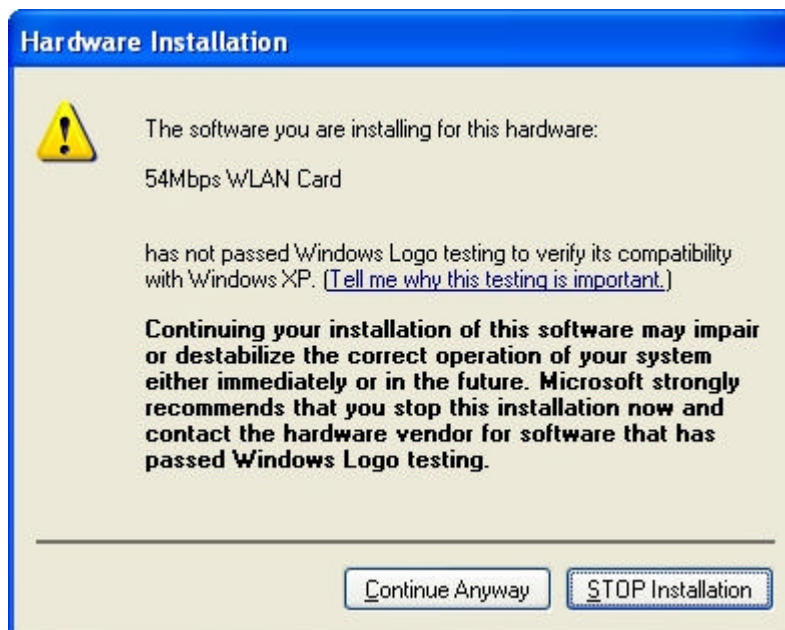 Hardware Installation
The software you are installing for this hardware:
54Mbps WLAN Card
has not passed Windows Logo testing to verify its compatibility
with Windows XP. (Tell me why this testing is important.)
Continuing your installation of this software may impair
or destabilize the correct operation of your system
either immediately or in the future. Microsoft strongly
recommends that you stop this installation now and
contact the hardware vendor for software that has
passed Windows Logo testing.
Continue Anyway
STOP Installation